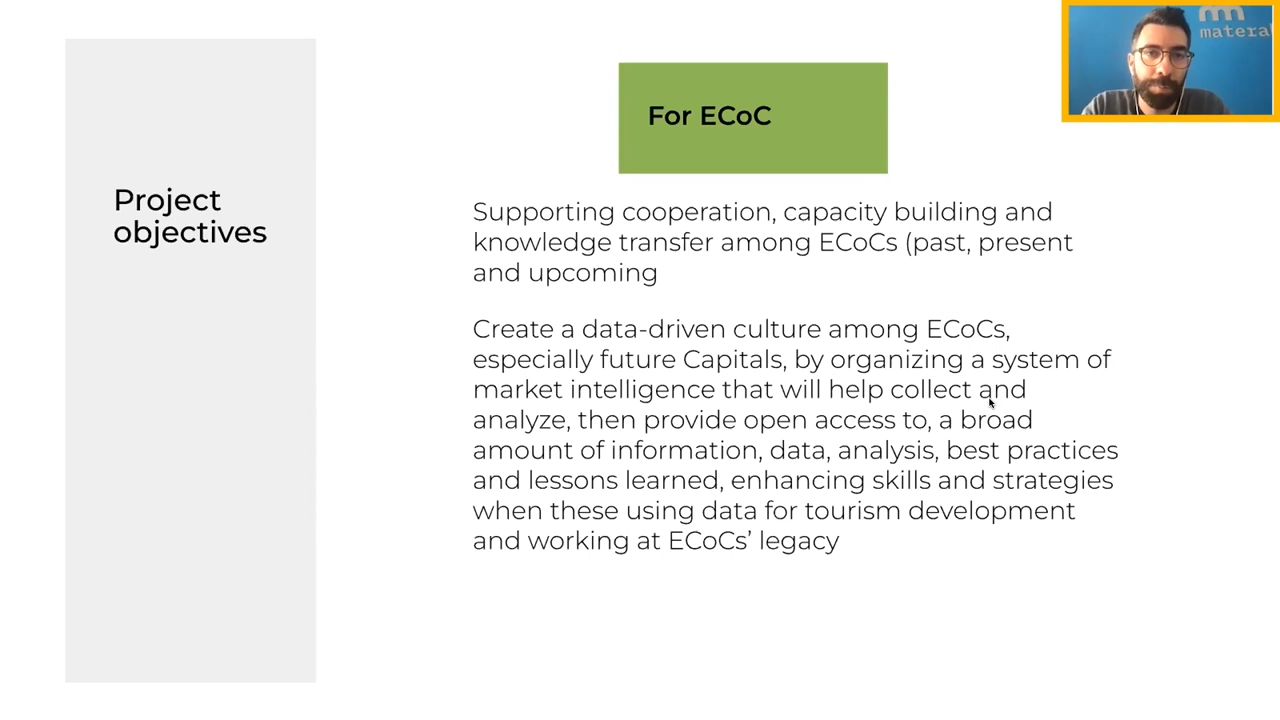 Project
objectives
For ECoC
Supporting cooperation, capacity building and
knowledge transfer among ECoCs (past, present
and upcoming
Create a data-driven culture among ECoCs,
especially future Capitals, by organizing a system of
market intelligence that will help collect and
analyze, then provide open access to, a broad
amount of information, data, analysis, best practices
and lessons learned, enhancing skills and strategies
when these using data for tourism development
and working at ECoCs’ legacy
matera